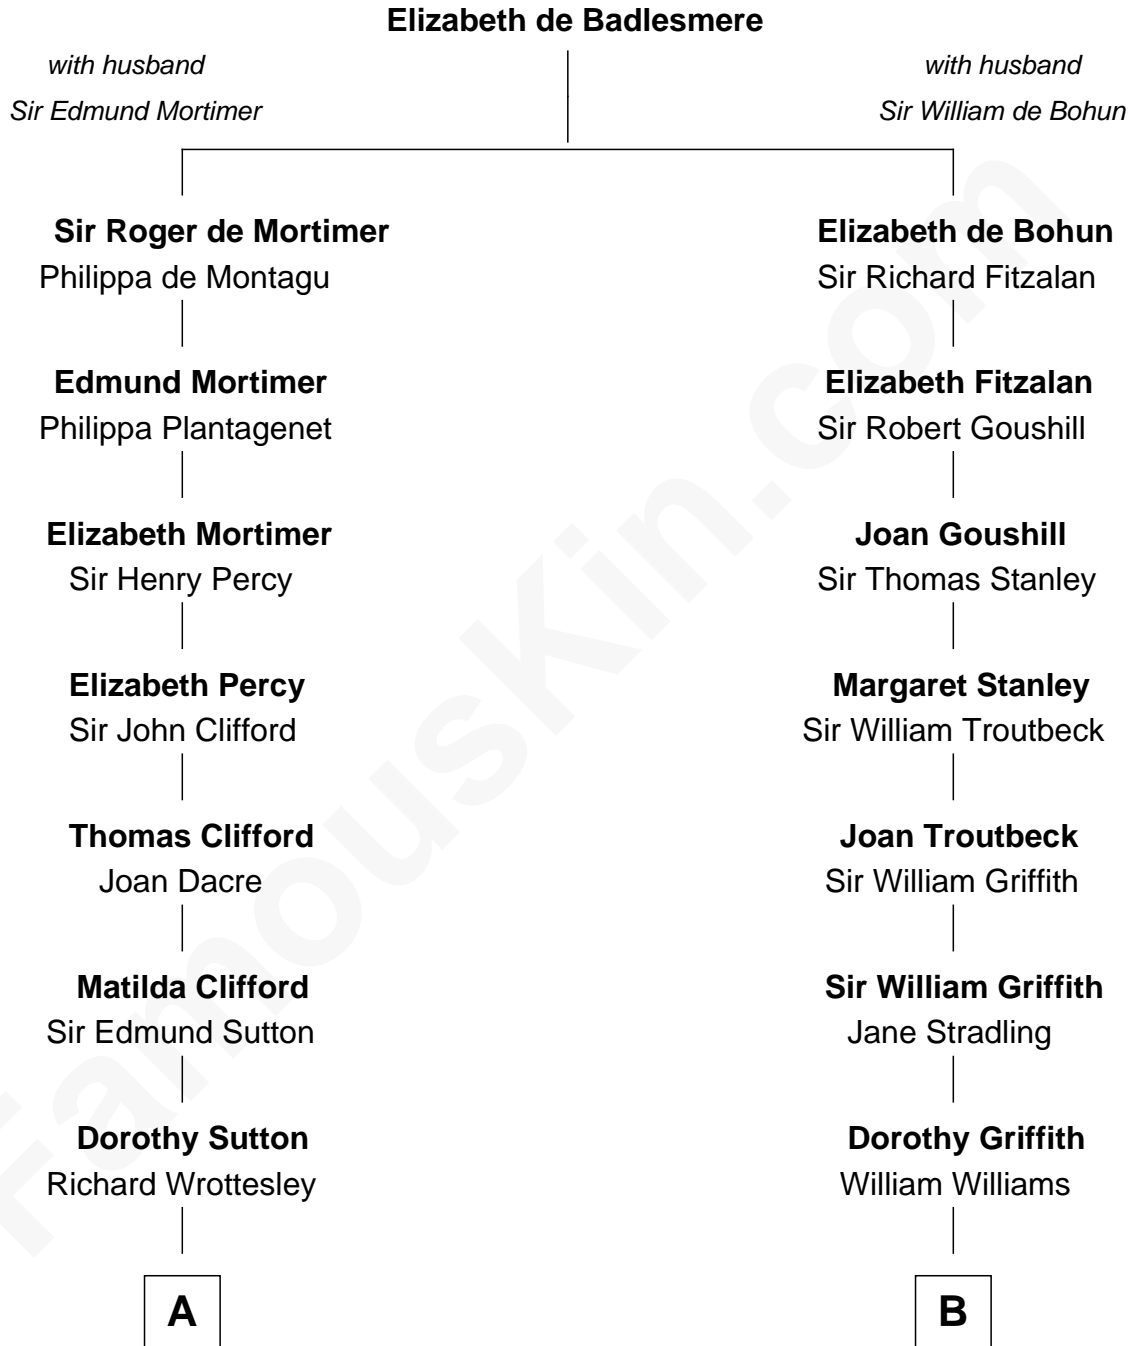 Elizabeth de Badlesmere
with husband
Sir Edmund Mortimer
with husband
Sir William de Bohun
Sir Roger de Mortimer
Philippa de Montagu
Elizabeth de Bohun
Sir Richard Fitzalan
Edmund Mortimer
Philippa Plantagenet
Elizabeth Fitzalan
Sir Robert Goushill
Elizabeth Mortimer
Sir Henry Percy
Joan Goushill
Sir Thomas Stanley
Elizabeth Percy
Sir John Clifford
Margaret Stanley
Sir William Troutbeck
Thomas Clifford
Joan Dacre
Joan Troutbeck
Sir William Griffith
Matilda Clifford
Sir Edmund Sutton
Sir William Griffith
Jane Stradling
Dorothy Sutton
Richard Wrottesley
Dorothy Griffith
William Williams
A
B
FamousKin.com